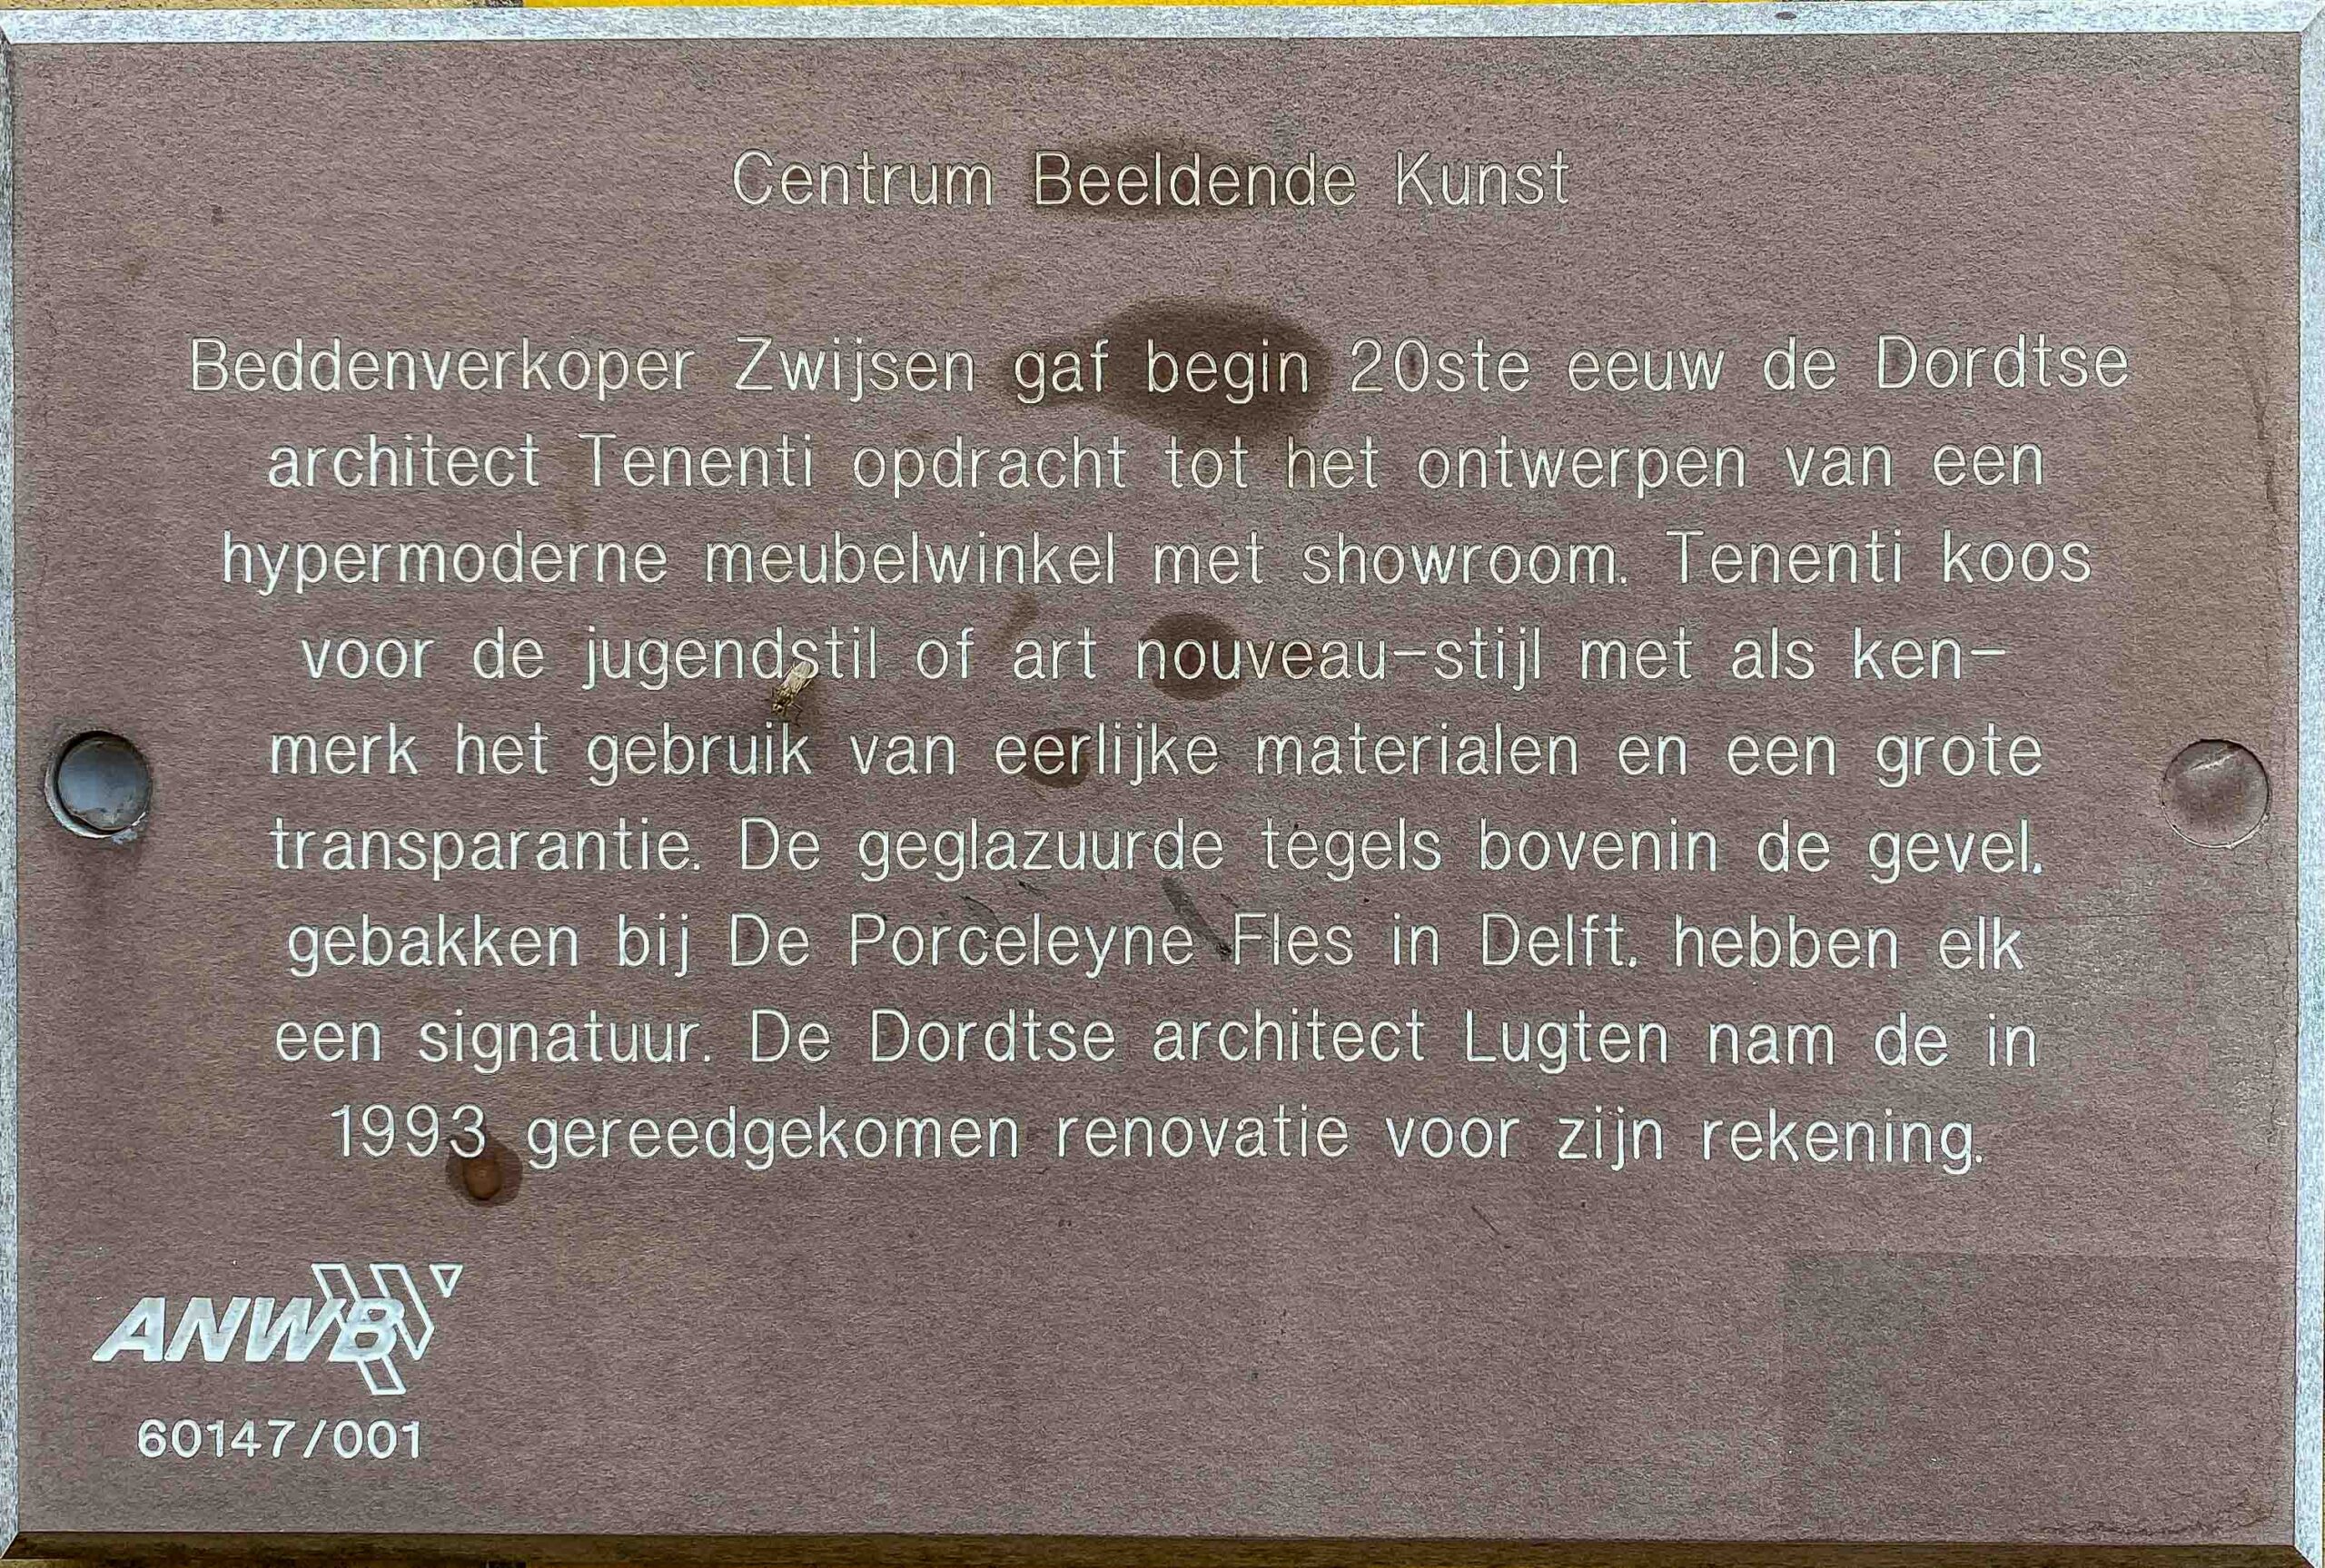 Centrum Beeldende Kunst
Beddenverkoper Zwijsen gaf begin 20ste eeuw de Dordtse
architect Tenenti opdracht tot het ontwerpen van een
hypermoderne meubelwinkel met showroom. Tenenti koos
voor de jugendstil of art nouveau-stijl met als ken-
merk het gebruik van eerlijke materialen en een grote
transparantie. De geglazuurde tegels bovenin de gevel,
gebakken bij De Porceleyne Fles in Delft, hebben elk
een signatuur. De Dordtse architect Lugten nam de in
1993 gereedgekomen renovatie voor zijn rekening.
ANWB
60147/001